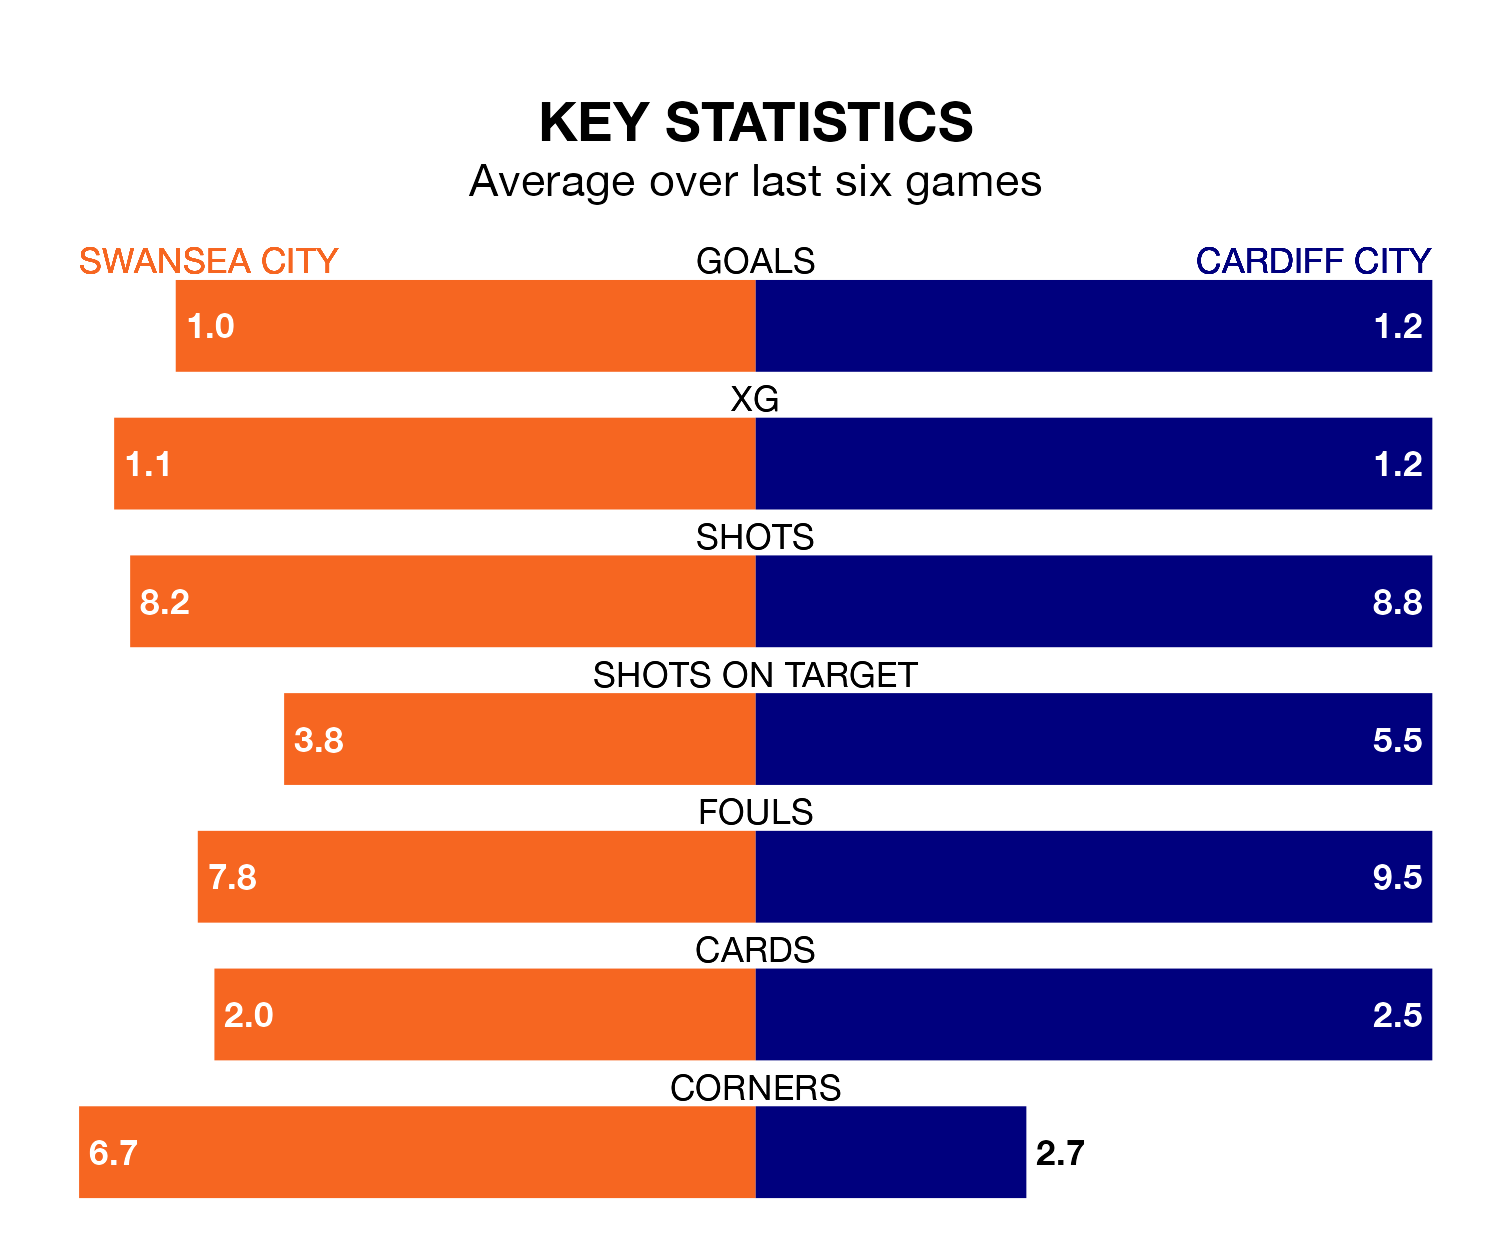 KEY STATISTICS
Average over last six games
SWANSEA CITY GOALS CARDIFF CITY
1.0 1.2
XG
1.1 1.2
SHOTS
8.2 8.8
SHOTS ON TARGET
3.8 5.5
FOULS
7.8 9.5
CARDS
2.0 2.5
CORNERS
6.7 2.7